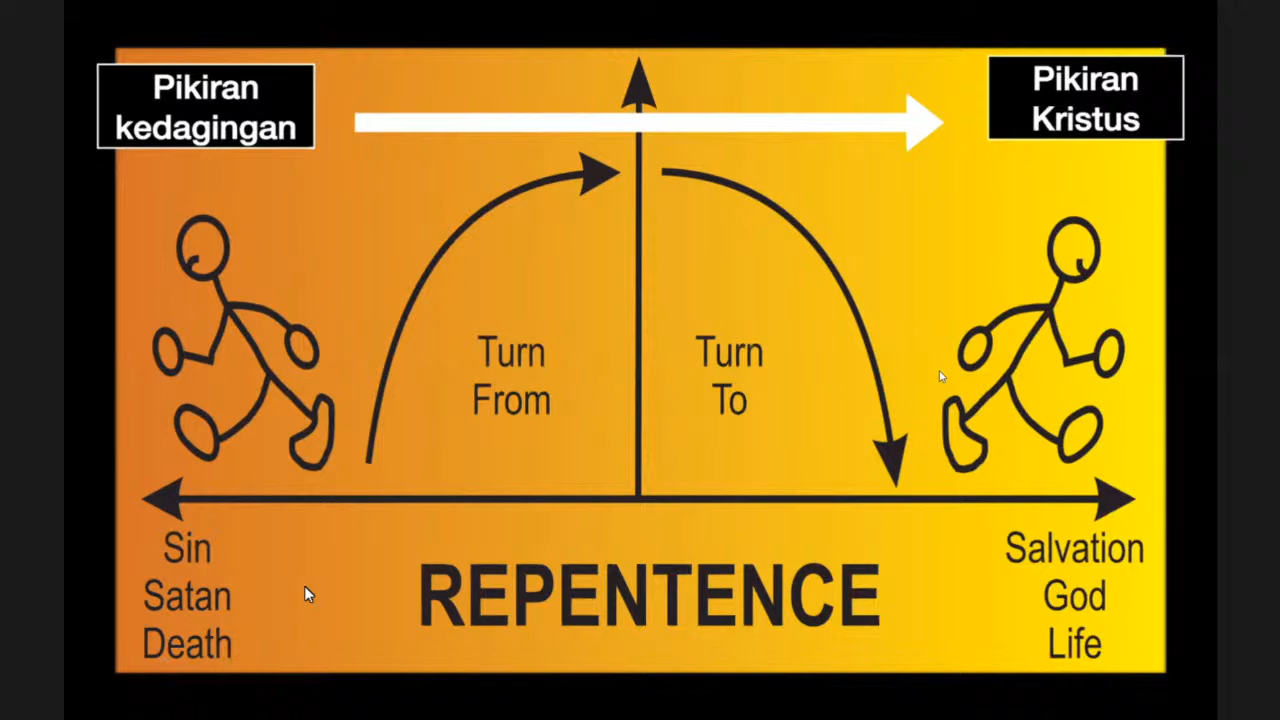 Pikiran
kedagingan
Pikiran
Kristus
Turn
From
Turn
To
Sin
Satan
Death
REPENTENCE
Salvation
God
Life